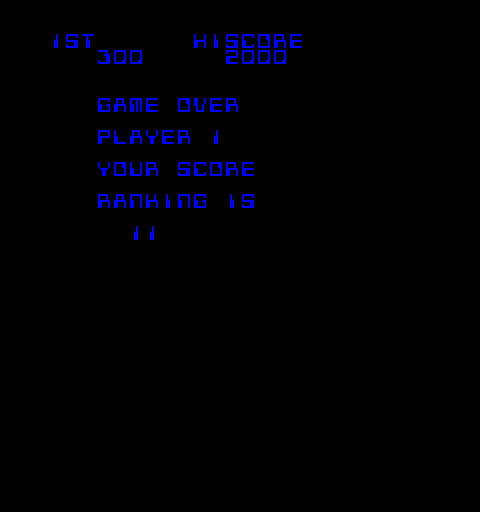 1ST HISCORE
300 2000
GAME OVER
PLAYER 1
YOUR SCORE
RANKING IS
11